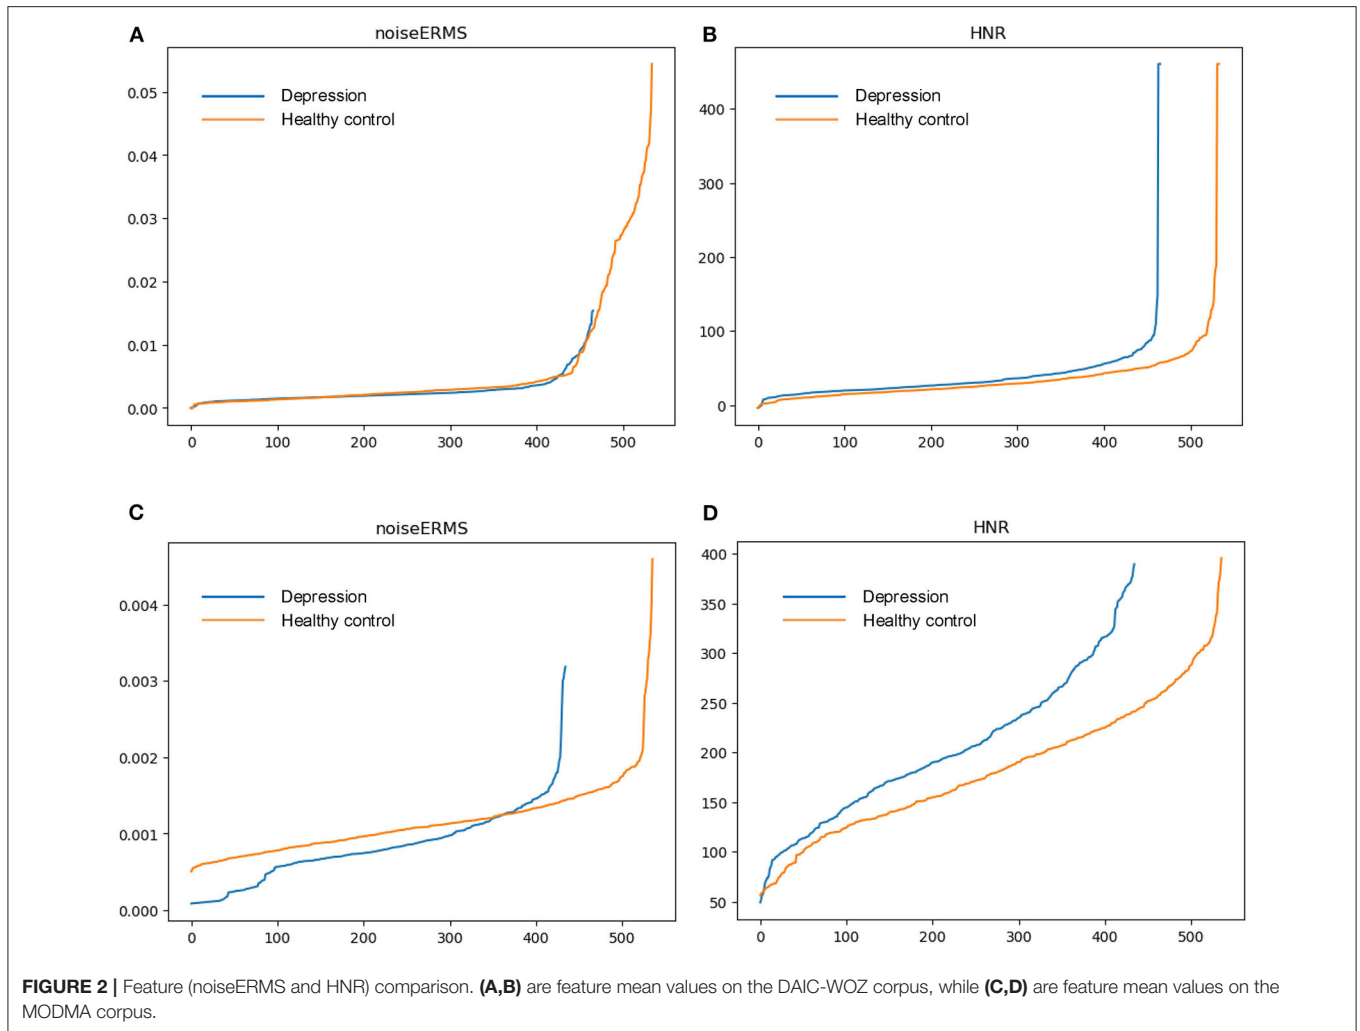 A
noiseERMS
Depression
Healthy control
0.05
0.04
0.03
0.02
0.01
0.00
0 100 200 300 400 500
B
HNR
Depression
Healthy control
400
300
200
100
0
0 100 200 300 400 500
C
noiseERMS
Depression
Healthy control
0.004
0.003
0.002
0.001
0.000
0 100 200 300 400 500
D
HNR
Depression
Healthy control
400
350
300
250
200
150
100
50
0 100 200 300 400 500
FIGURE 2 | Feature (noiseERMS and HNR) comparison. (A,B) are feature mean values on the DAIC-WOZ corpus, while (C,D) are feature mean values on the
MODMA corpus.